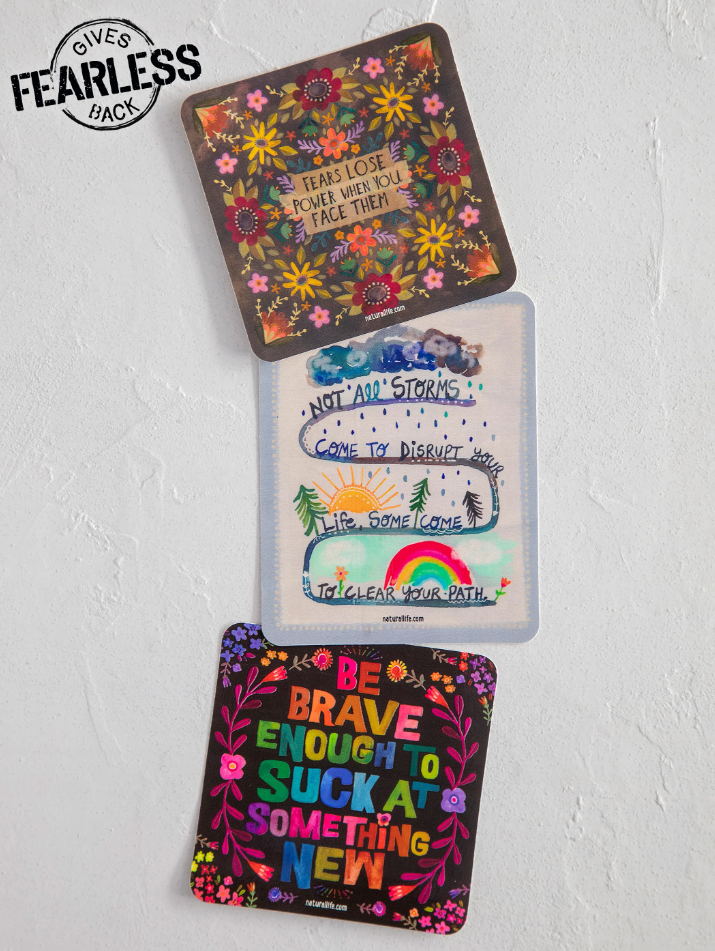 GIVES
FEARLESS
BACK
FEARS LOSE
POWER WHEN YOU
FACE THEM
naturallife.com
NOT All STORMS
COME TO DISRUPT YOUR
Life, SOME COME
TO CLEAR YOUR PATH.
naturallife.com
BE
BRAVE
ENOUGH TO
SUCK AT
SOMETHING
NEW
naturallife.com